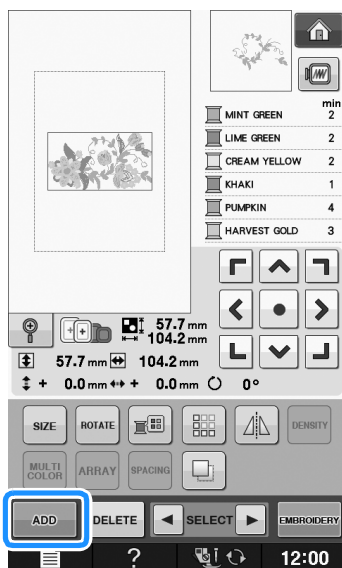 min
MINT GREEN 2
LIME GREEN 2
CREAM YELLOW 2
KHAKI 1
PUMPKIN 4
HARVEST GOLD 3
57.7 mm
104.2 mm
57.7 mm 104.2 mm
+ 0.0 mm + 0.0 mm 0°
SIZE ROTATE DENSITY
MULTI COLOR ARRAY SPACING
ADD DELETE SELECT EMBROIDERY
? 12:00